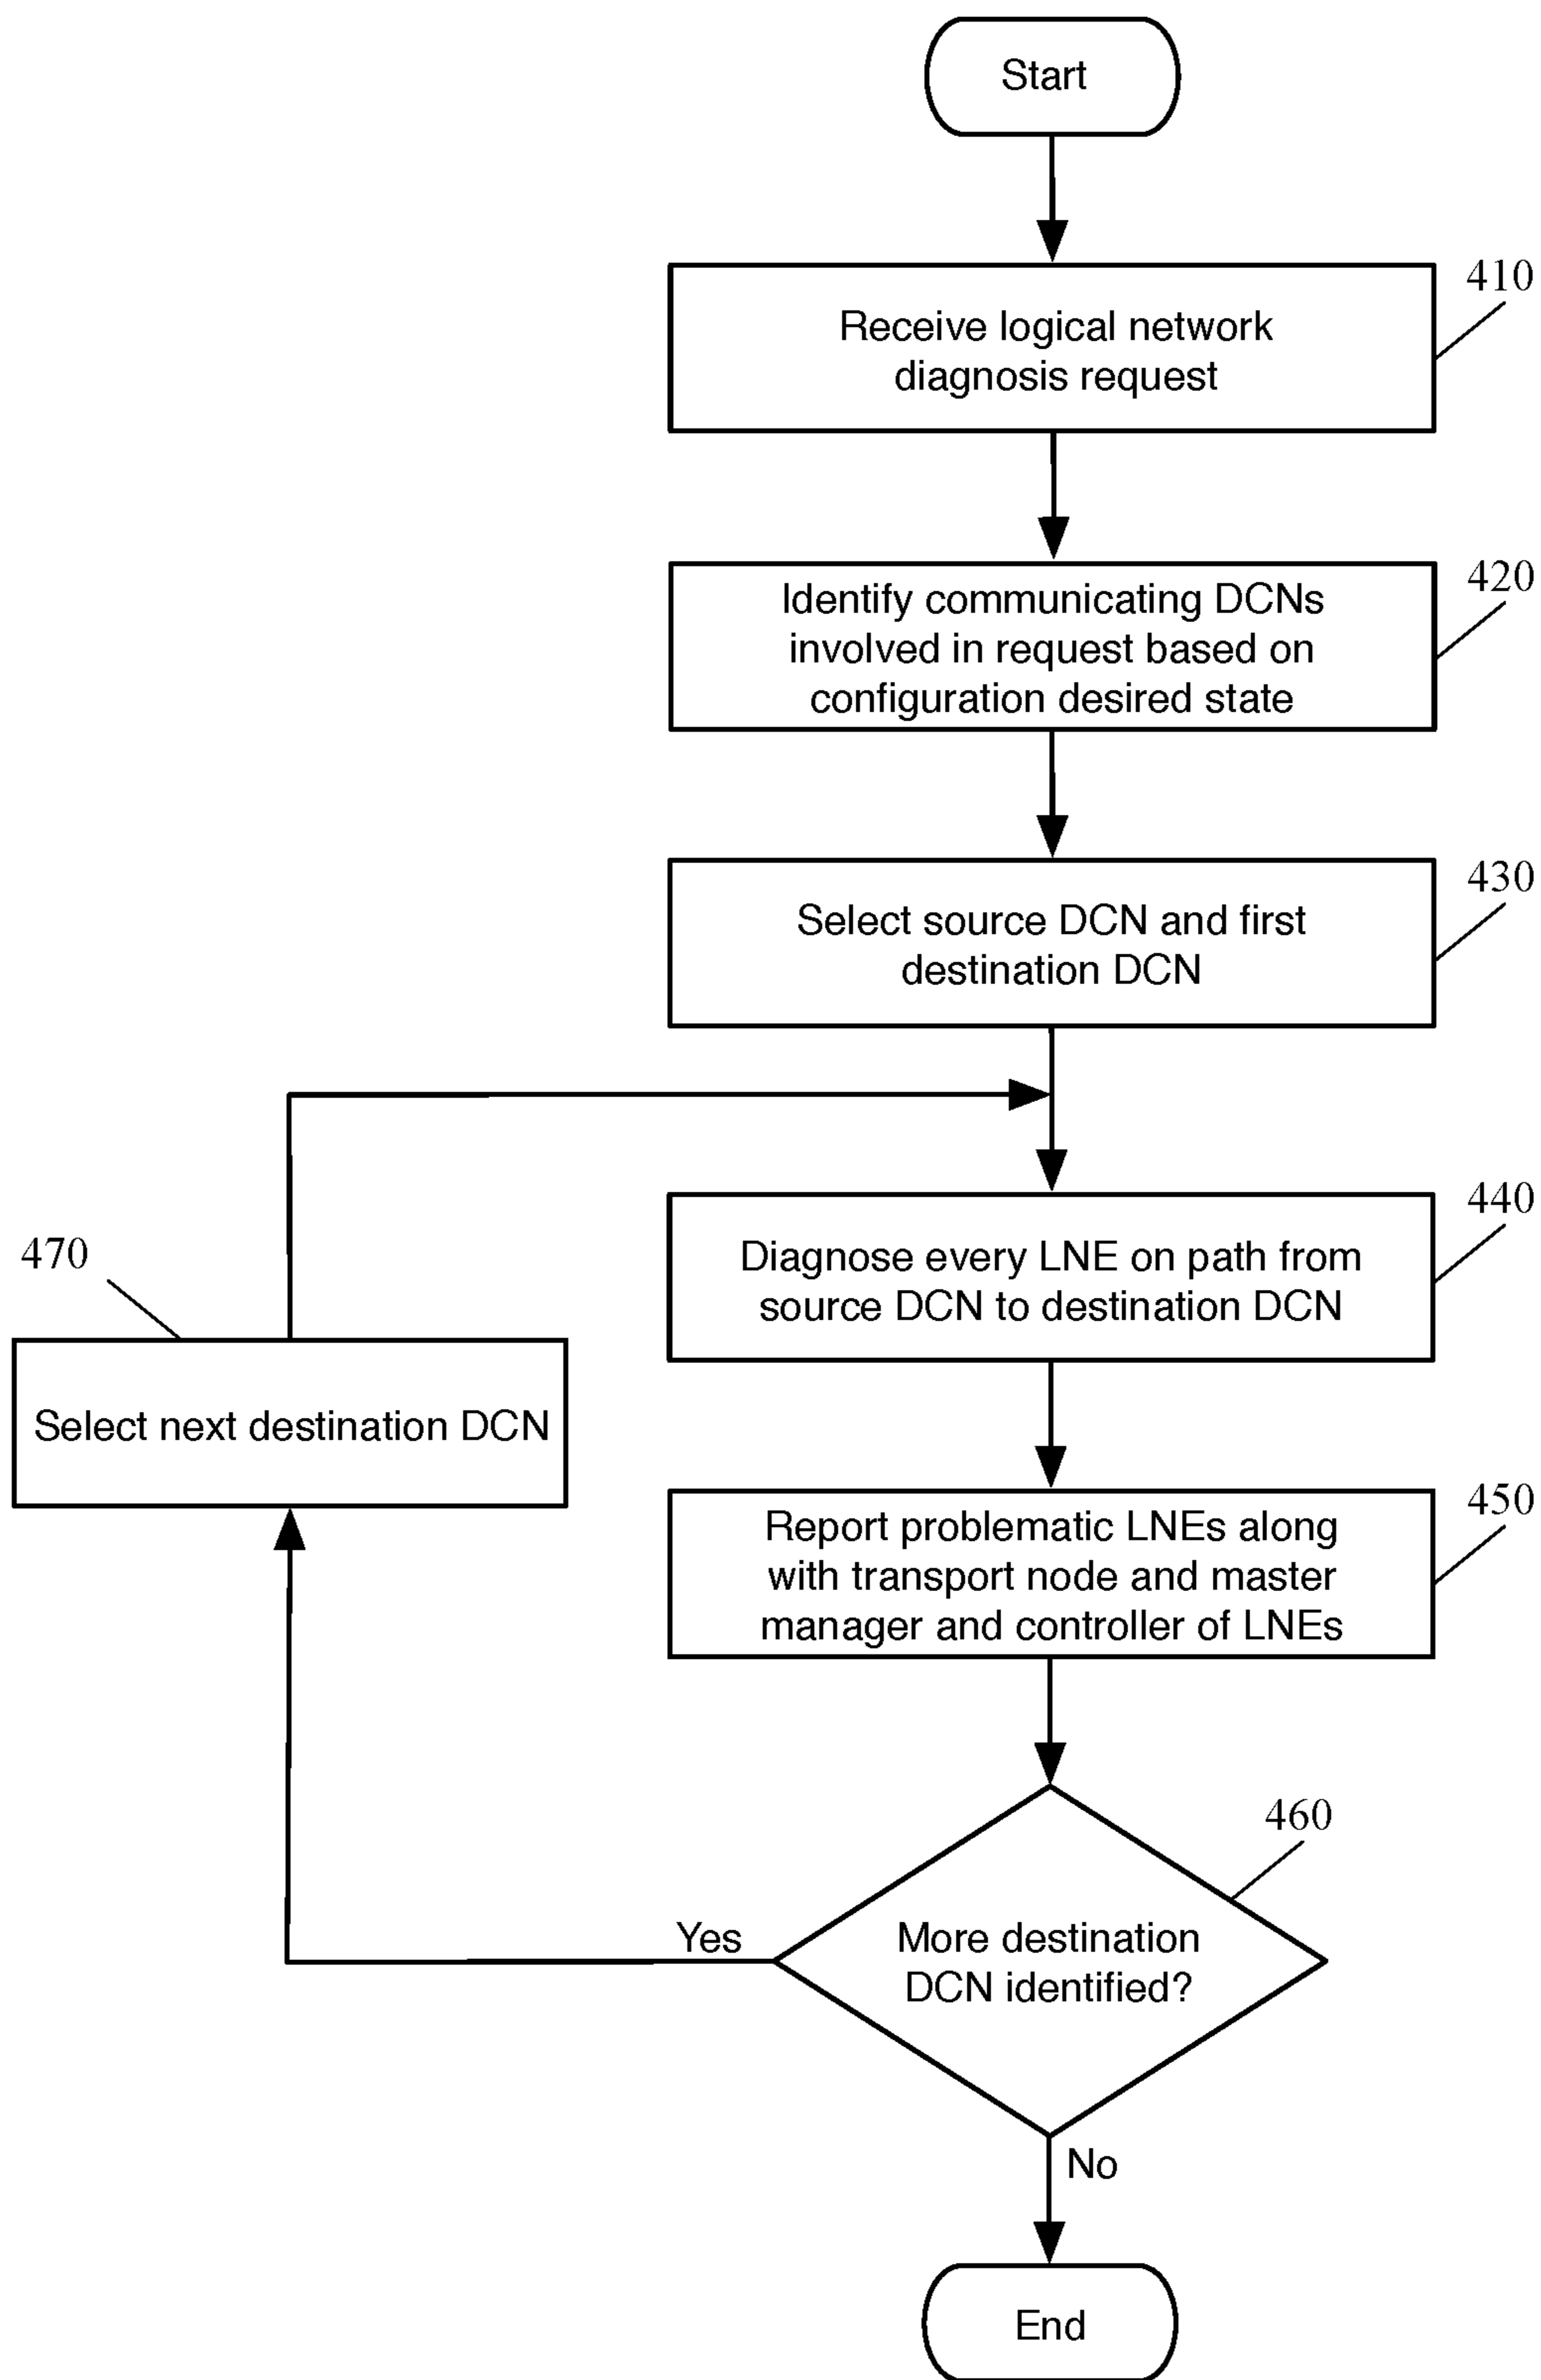 Start
410
Receive logical network
diagnosis request
420
Identify communicating DCNs
involved in request based on
configuration desired state
430
Select source DCN and first
destination DCN
440
Diagnose every LNE on path from
source DCN to destination DCN
470
Select next destination DCN
450
Report problematic LNEs along
with transport node and master
manager and controller of LNEs
460
Yes
More destination
DCN identified?
No
End